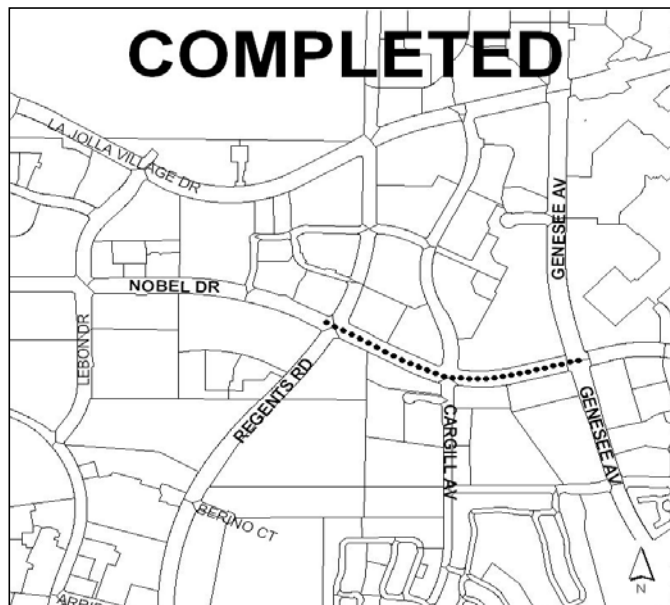 COMPLETED
LA JOLLA VILLAGE DR
GENESEE AV
NOBEL DR
LEBON DR
REGENTS RD
CARGILL AV
GENESEE AV
BERINO CT
N